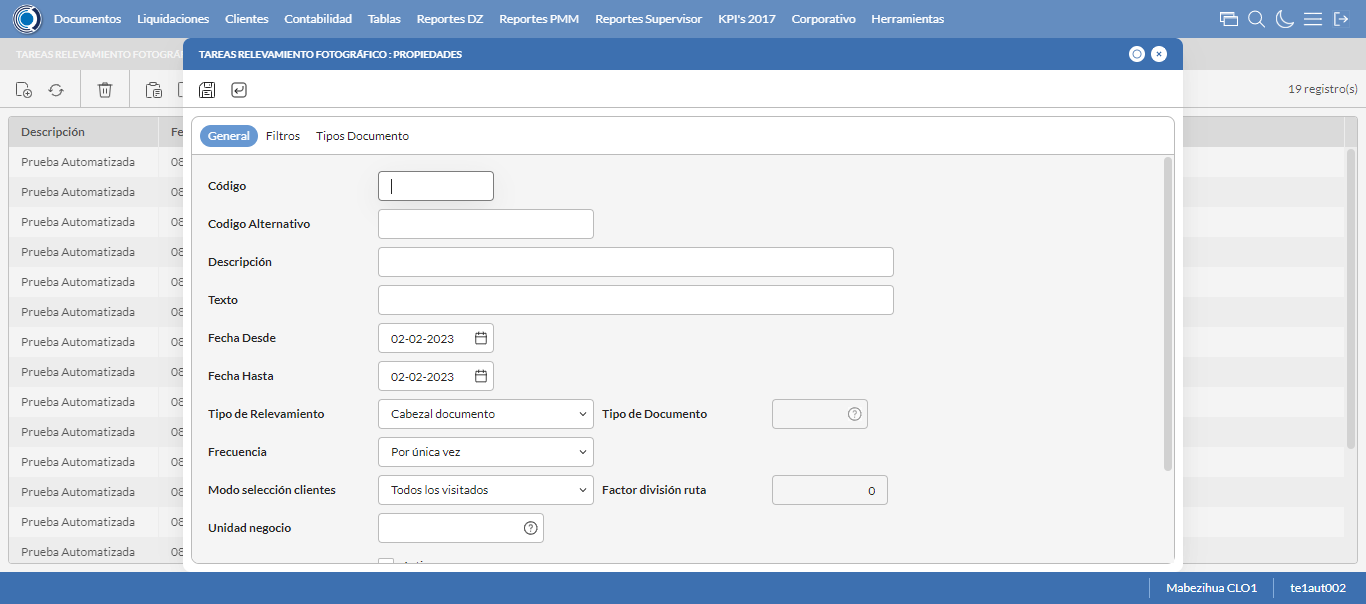 Documentos Liquidaciones Clientes Contabilidad Tablas Reportes DZ Reportes PMM Reportes Supervisor KPI's 2017 Corporativo Herramientas
TAREAS RELEVAMIENTO FOTOGRÁ
TAREAS RELEVAMIENTO FOTOGRÁFICO : PROPIEDADES
19 registro(s)
Descripción Fe
Prueba Automatizada 08
Prueba Automatizada 08
Prueba Automatizada 08
Prueba Automatizada 08
Prueba Automatizada 08
Prueba Automatizada 08
Prueba Automatizada 08
Prueba Automatizada 08
Prueba Automatizada 08
Prueba Automatizada 08
Prueba Automatizada 08
Prueba Automatizada 08
Prueba Automatizada 08
Prueba Automatizada 08
General Filtros Tipos Documento
Código
Codigo Alternativo
Descripción
Texto
Fecha Desde 02-02-2023
Fecha Hasta 02-02-2023
Tipo de Relevamiento Cabezal documento Tipo de Documento
Frecuencia Por única vez
Modo selección clientes Todos los visitados Factor división ruta 0
Unidad negocio
Mabezihua CLO1 te1aut002